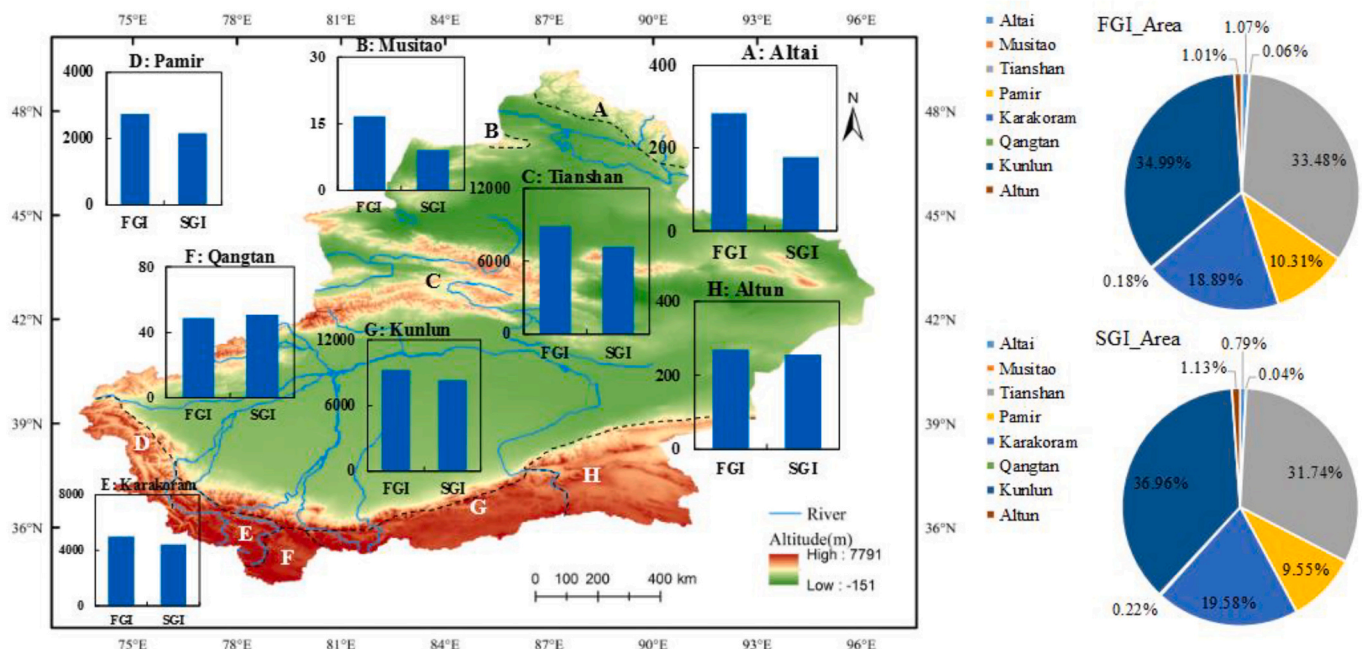 75°E 78°E 81°E 84°E 87°E 90°E 93°E 96°E
48°N
45°N
42°N
39°N
36°N
48°N
45°N
42°N
39°N
36°N
75°E 78°E 81°E 84°E 87°E 90°E 93°E 96°E
D: Pamir
4000
2000
0
FGI SGI
B: Musitao
30
15
0
FGI SGI
A: Altai
400
200
0
FGI SGI
C: Tianshan
12000
6000
0
FGI SGI
F: Qangtan
80
40
0
FGI SGI
G: Kunlun
12000
6000
0
FGI SGI
H: Altun
400
200
0
FGI SGI
E: Karakoram
8000
4000
0
FGI SGI
A
B
C
D
E
F
G
H
N
River
Altitude(m)
High : 7791
Low : -151
0 100 200 400 km
Altai
Musitao
Tianshan
Pamir
Karakoram
Qangtan
Kunlun
Altun
FGI_Area
1.07%
1.01%
0.06%
34.99%
33.48%
10.31%
18.89%
0.18%
Altai
Musitao
Tianshan
Pamir
Karakoram
Qangtan
Kunlun
Altun
SGI_Area
0.79%
1.13%
0.04%
36.96%
31.74%
9.55%
19.58%
0.22%